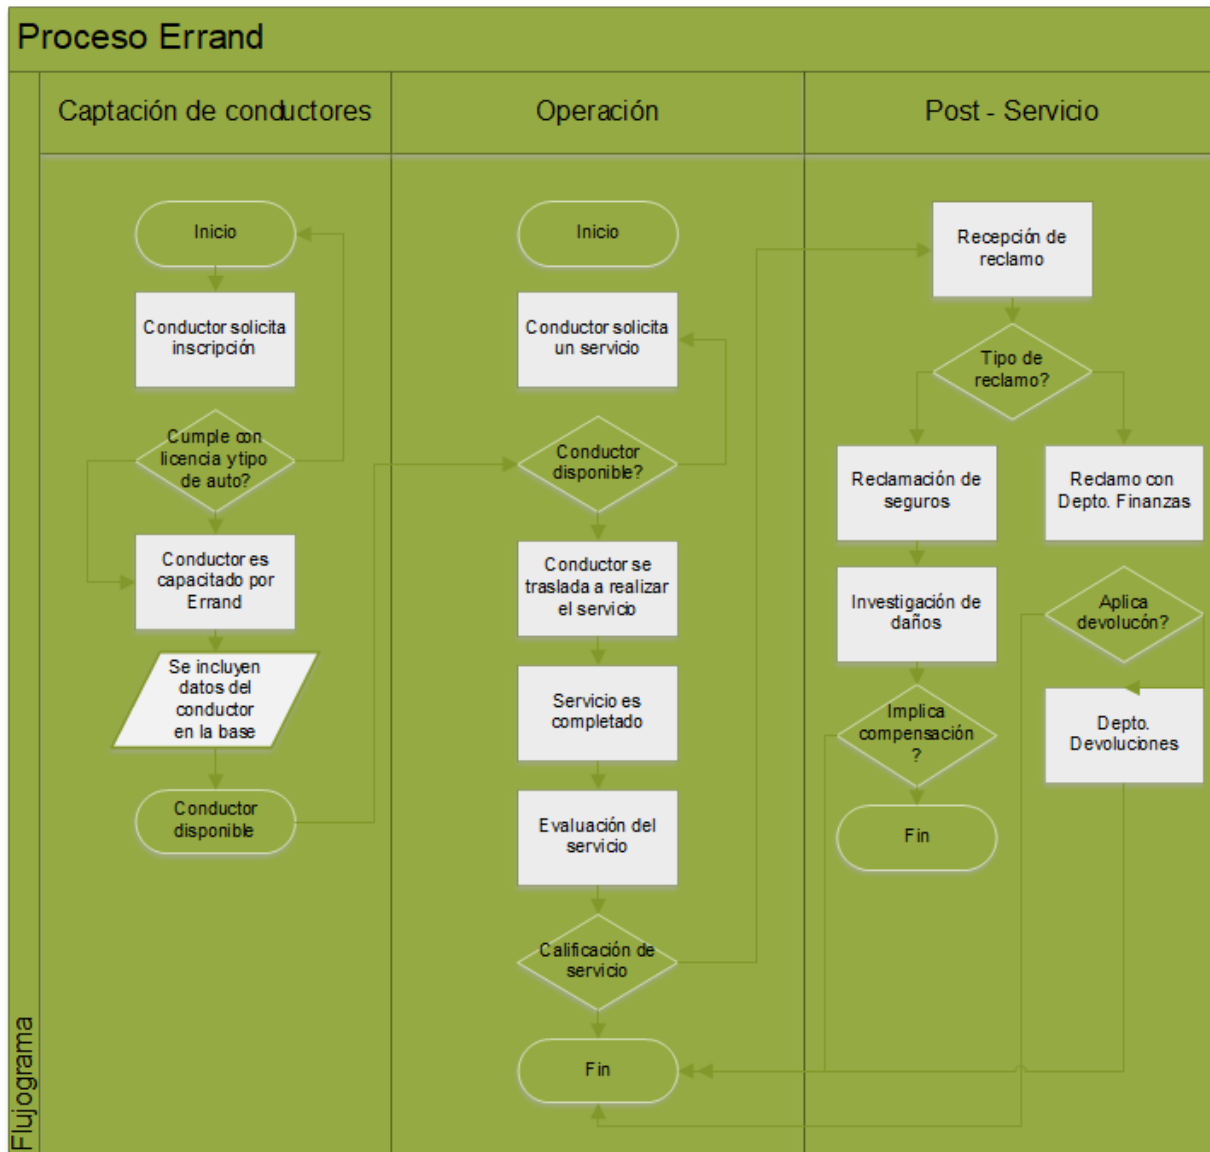 Proceso Errand
Flujograma
Captación de conductores
Operación
Post - Servicio
Inicio
Conductor solicita
inscripción
Cumple con
licencia y tipo
de auto?
Conductor es
capacitado por
Errand
Se incluyen
datos del
conductor
en la base
Conductor
disponible
Inicio
Conductor solicita
un servicio
Conductor
disponible?
Conductor se
traslada a realizar
el servicio
Servicio es
completado
Evaluación del
servicio
Calificación de
servicio
Fin
Recepción de
reclamo
Tipo de
reclamo?
Reclamación de
seguros
Investigación de
daños
Implica
compensación
?
Fin
Reclamo con
Depto. Finanzas
Aplica
devolucón?
Depto.
Devoluciones